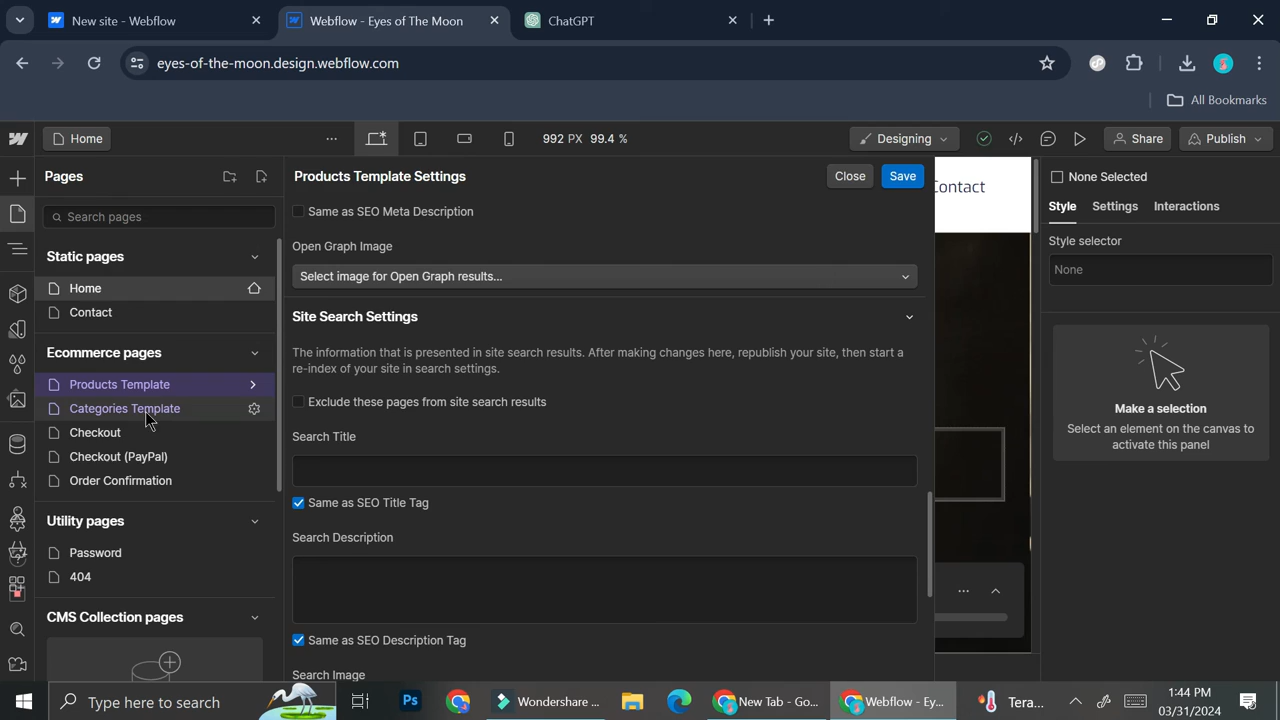 New site - Webflow
Webflow - Eyes of The Moon
ChatGPT
eyes-of-the-moon.design.webflow.com
All Bookmarks
Home
992 PX 99.4 %
Designing
Share
Publish
Pages
Products Template Settings
Close
Save
Contact
None Selected
Search pages
Same as SEO Meta Description
Style
Settings
Interactions
Open Graph Image
Style selector
Static pages
Select image for Open Graph results...
None
Home
Contact
Site Search Settings
Ecommerce pages
The information that is presented in site search results. After making changes here, republish your site, then start a
re-index of your site in search settings.
Products Template
Categories Template
Exclude these pages from site search results
Make a selection
Checkout
Search Title
Select an element on the canvas to
activate this panel
Checkout (PayPal)
Order Confirmation
Same as SEO Title Tag
Utility pages
Search Description
Password
404
CMS Collection pages
Same as SEO Description Tag
Search Image
Type here to search
Ps
Wondershare ...
New Tab - Go...
Webflow - Ey...
Tera...
1:44 PM
03/31/2024